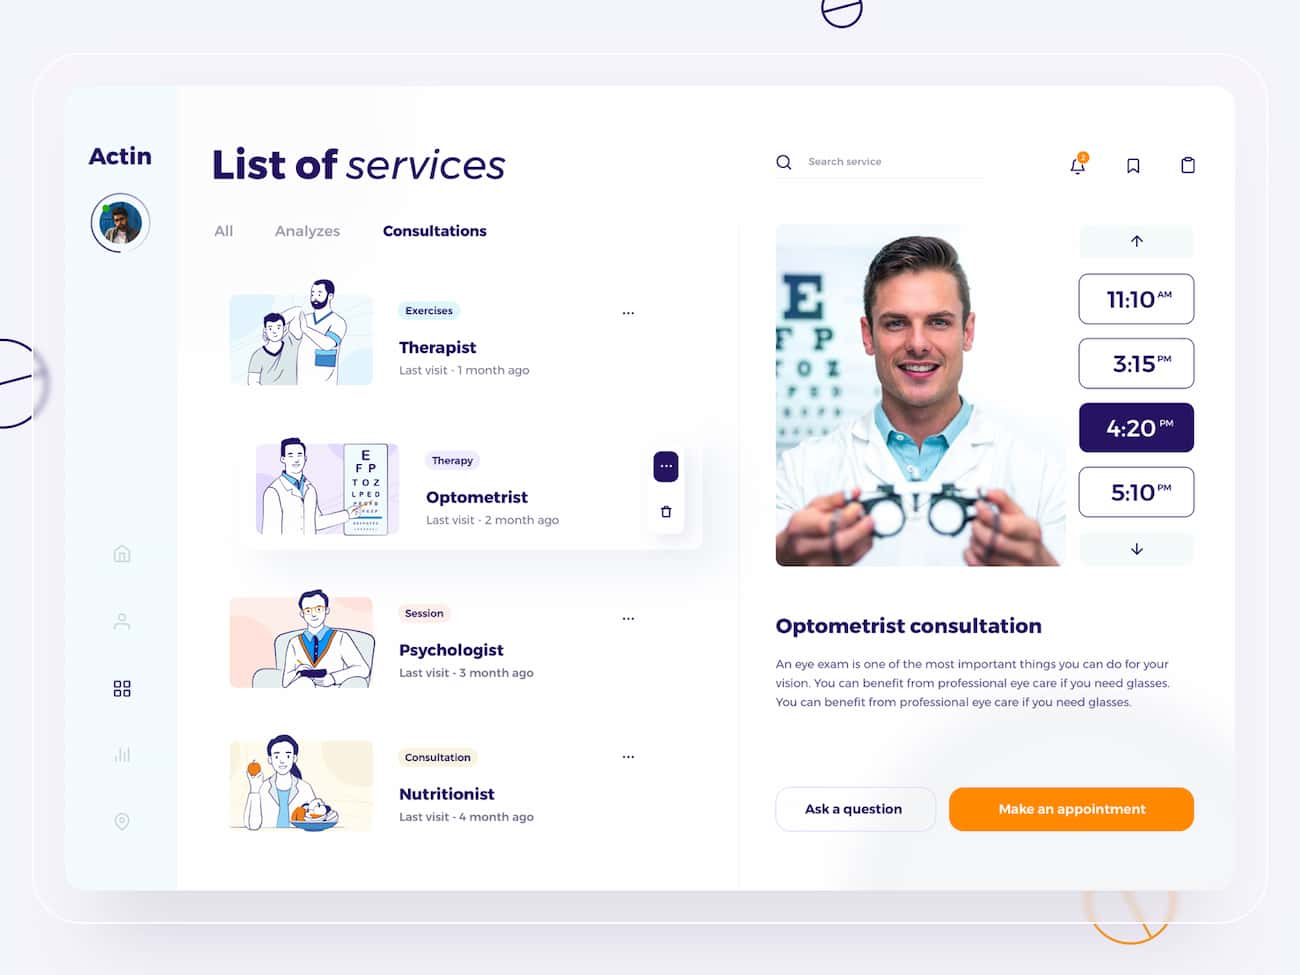 Actin
List of services
Search service
2
All
Analyzes
Consultations
Exercises
Therapist
Last visit - 1 month ago
E
F P
T O Z
L P E D
Therapy
Optometrist
Last visit - 2 month ago
Session
Psychologist
Last visit - 3 month ago
Consultation
Nutritionist
Last visit - 4 month ago
E
F P
T O Z
11:10 AM
3:15 PM
4:20 PM
5:10 PM
Optometrist consultation
An eye exam is one of the most important things you can do for your
vision. You can benefit from professional eye care if you need glasses.
You can benefit from professional eye care if you need glasses.
Ask a question
Make an appointment